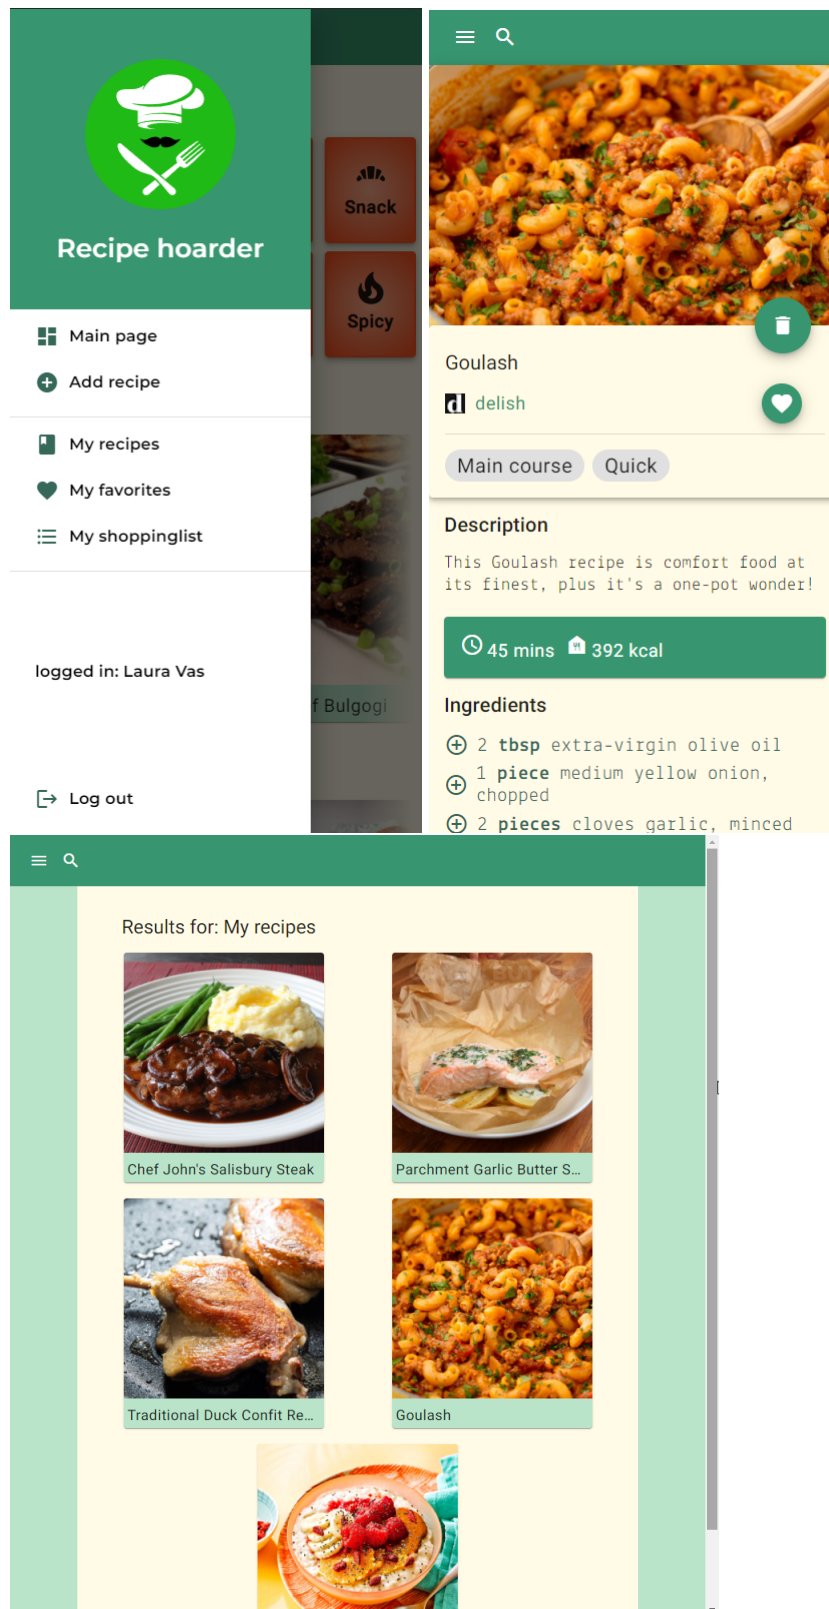 Recipe hoarder
Main page
Add recipe
My recipes
My favorites
My shoppinglist
logged in: Laura Vas
Log out
Snack
Spicy
f Bulgogi
Goulash
d delish
Main course Quick
Description
This Goulash recipe is comfort food at
its finest, plus it's a one-pot wonder!
45 mins 392 kcal
Ingredients
2 tbsp extra-virgin olive oil
1 piece medium yellow onion,
chopped
2 pieces cloves garlic, minced
Results for: My recipes
Chef John's Salisbury Steak
Parchment Garlic Butter S...
Traditional Duck Confit Re...
Goulash